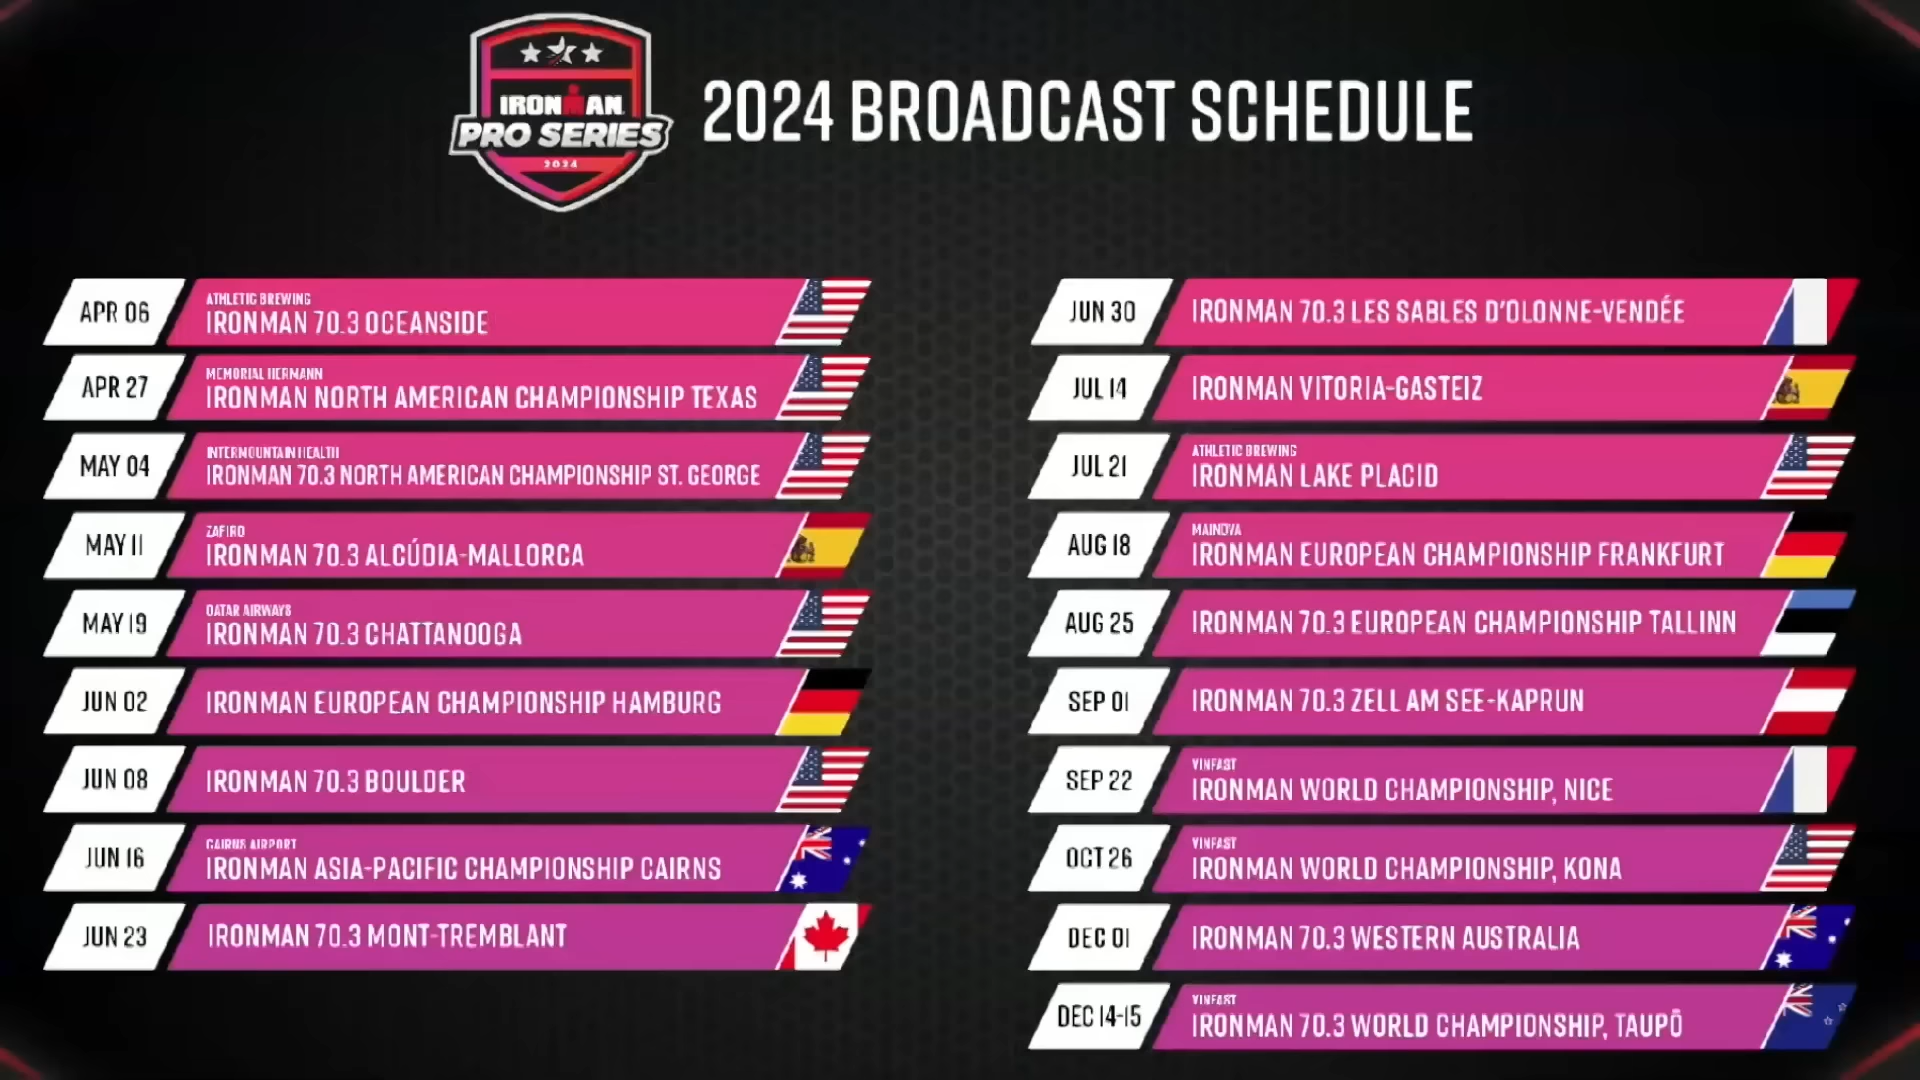 IRONMAN
PRO SERIES
2024
2024 BROADCAST SCHEDULE
APR 06
ATHLETIC BREWING
IRONMAN 70.3 OCEANSIDE
APR 27
MEMORIAL HERMANN
IRONMAN NORTH AMERICAN CHAMPIONSHIP TEXAS
MAY 04
INTERMOUNTAIN HEALTH
IRONMAN 70.3 NORTH AMERICAN CHAMPIONSHIP ST. GEORGE
MAY 11
ZAFIRO
IRONMAN 70.3 ALCÚDIA-MALLORCA
MAY 19
QATAR AIRWAYS
IRONMAN 70.3 CHATTANOOGA
JUN 02
IRONMAN EUROPEAN CHAMPIONSHIP HAMBURG
JUN 08
IRONMAN 70.3 BOULDER
JUN 16
CAIRNS AIRPORT
IRONMAN ASIA-PACIFIC CHAMPIONSHIP CAIRNS
JUN 23
IRONMAN 70.3 MONT-TREMBLANT
JUN 30
IRONMAN 70.3 LES SABLES D'OLONNE-VENDÉE
JUL 14
IRONMAN VITORIA-GASTEIZ
JUL 21
ATHLETIC BREWING
IRONMAN LAKE PLACID
AUG 18
MAINOVA
IRONMAN EUROPEAN CHAMPIONSHIP FRANKFURT
AUG 25
IRONMAN 70.3 EUROPEAN CHAMPIONSHIP TALLINN
SEP 01
IRONMAN 70.3 ZELL AM SEE-KAPRUN
SEP 22
VINFAST
IRONMAN WORLD CHAMPIONSHIP, NICE
OCT 26
VINFAST
IRONMAN WORLD CHAMPIONSHIP, KONA
DEC 01
IRONMAN 70.3 WESTERN AUSTRALIA
DEC 14-15
VINFAST
IRONMAN 70.3 WORLD CHAMPIONSHIP, TAUPŌ